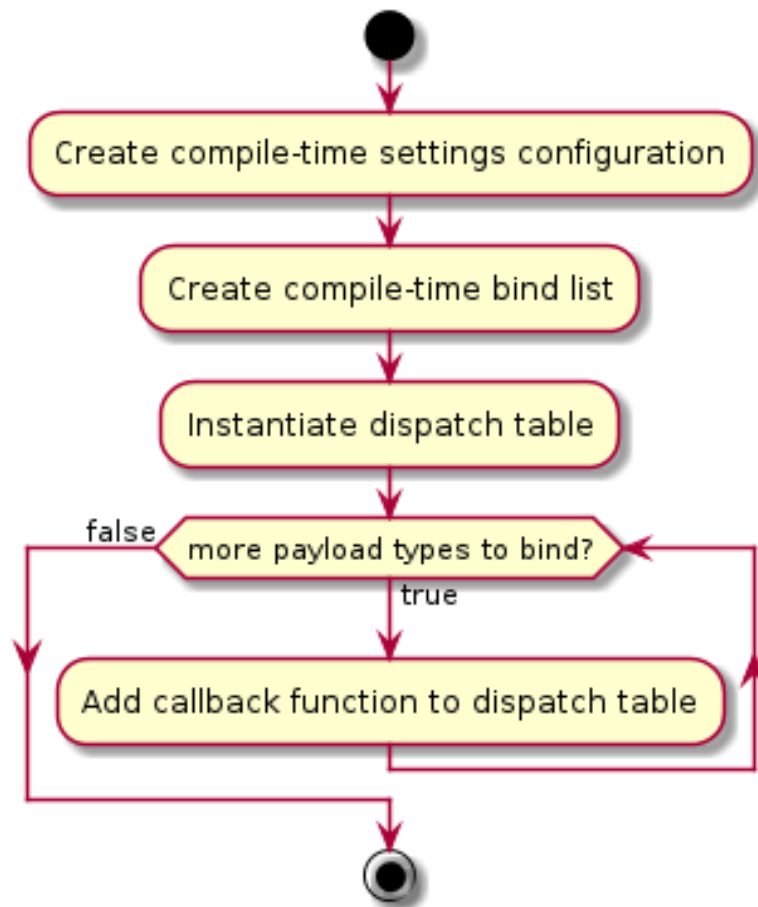 Create compile-time settings configuration
Create compile-time bind list
Instantiate dispatch table
false
more payload types to bind?
true
Add callback function to dispatch table